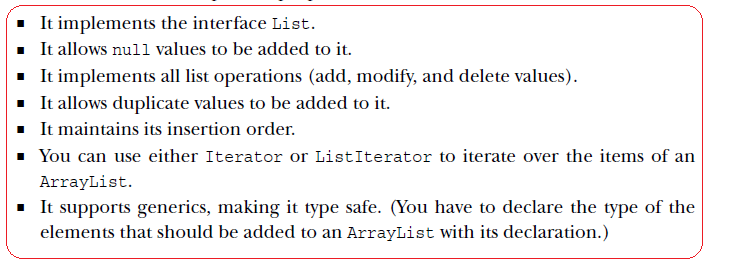 ▪ It implements the interface List.
▪ It allows null values to be added to it.
▪ It implements all list operations (add, modify, and delete values).
▪ It allows duplicate values to be added to it.
▪ It maintains its insertion order.
▪ You can use either Iterator or ListIterator to iterate over the items of an
ArrayList.
▪ It supports generics, making it type safe. (You have to declare the type of the
elements that should be added to an ArrayList with its declaration.)